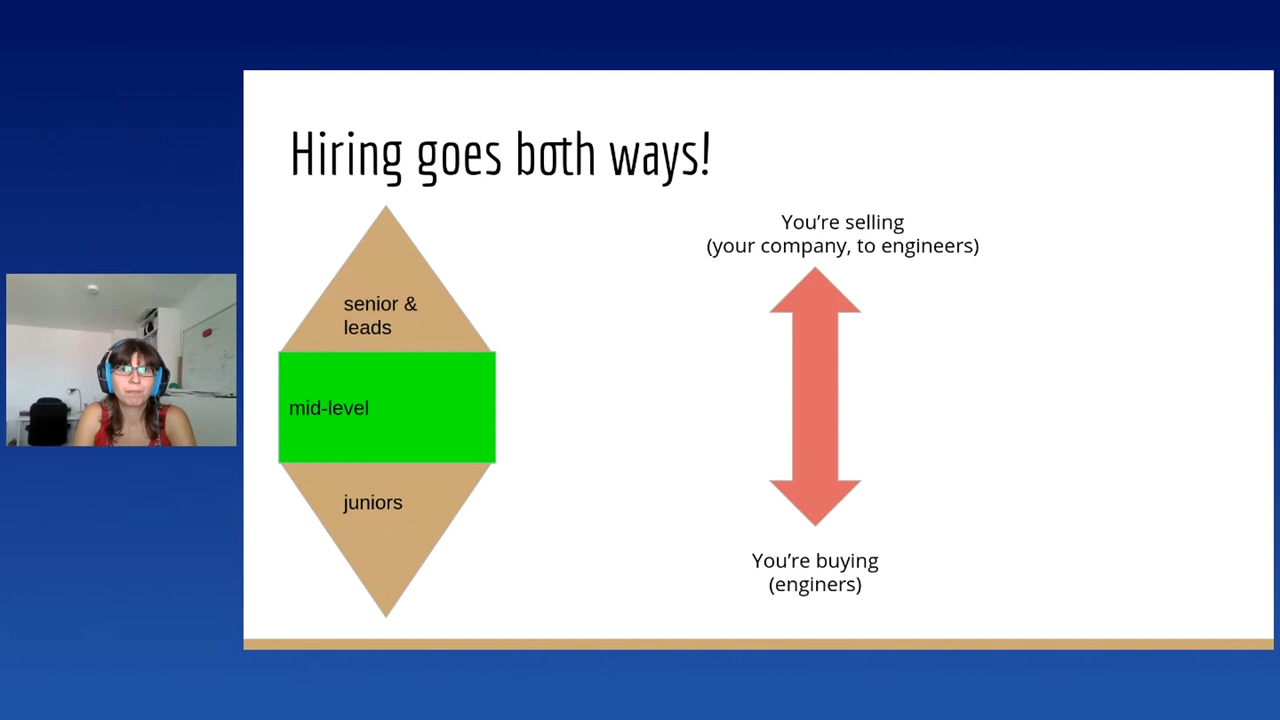 Hiring goes both ways!
senior &
leads
mid-level
juniors
You’re selling
(your company, to engineers)
You’re buying
(enginers)